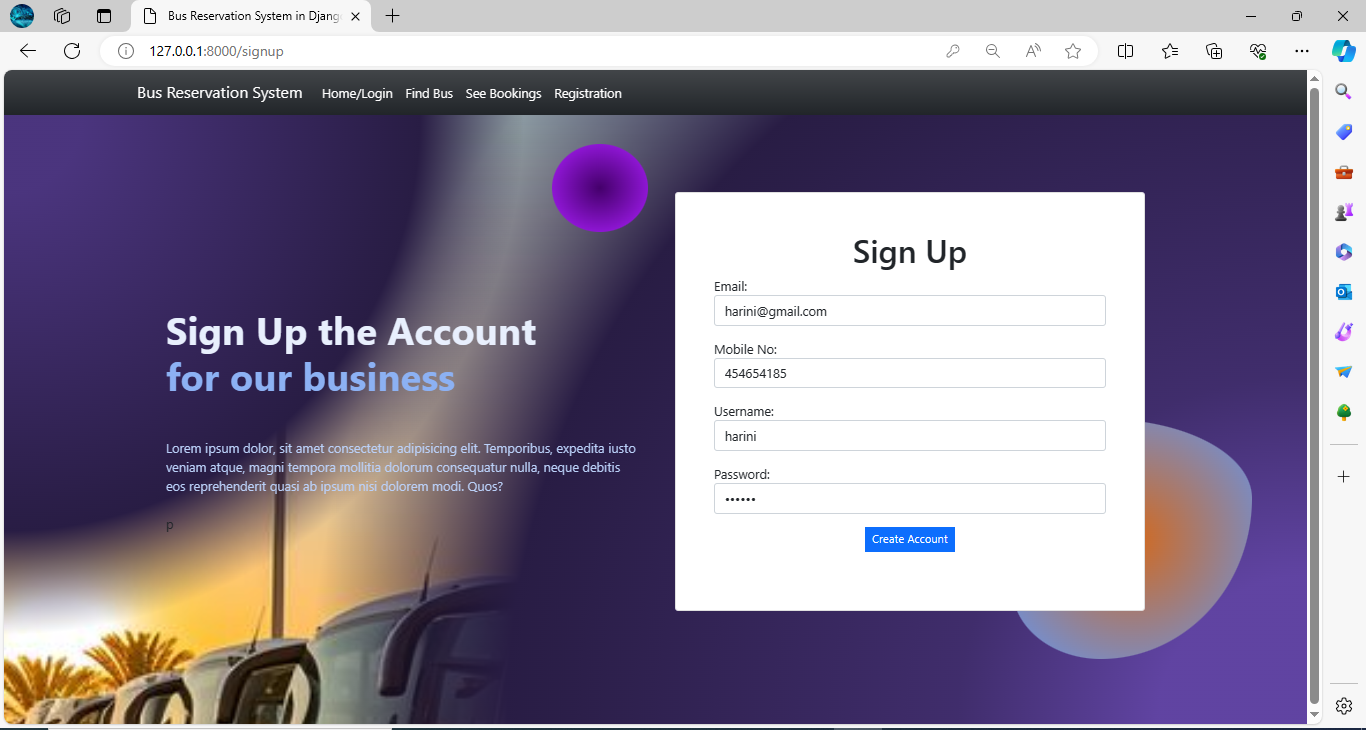 Bus Reservation System in Djang
127.0.0.1:8000/signup
Bus Reservation System Home/Login Find Bus See Bookings Registration
Sign Up the Account
for our business
Lorem ipsum dolor, sit amet consectetur adipisicing elit. Temporibus, expedita iusto
veniam atque, magni tempora mollitia dolorum consequatur nulla, neque debitis
eos reprehenderit quasi ab ipsum nisi dolorem modi. Quos?
p
Sign Up
Email:
harini@gmail.com
Mobile No:
454654185
Username:
harini
Password:
••••••
Create Account